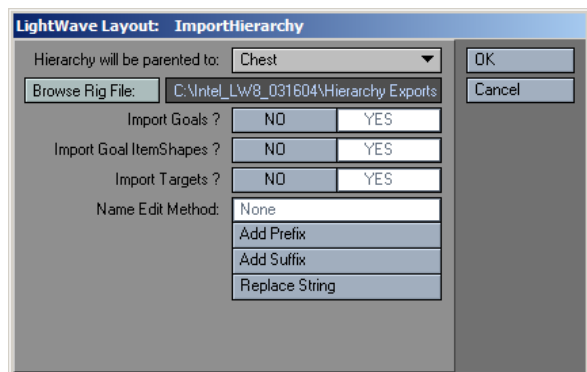 LightWave Layout: ImportHierarchy
Hierarchy will be parented to: Chest OK
Browse Rig File: C:\Intel_LW8_031604\Hierarchy Exports Cancel
Import Goals ? NO YES
Import Goal ItemShapes ? NO YES
Import Targets ? NO YES
Name Edit Method: None
Add Prefix
Add Suffix
Replace String